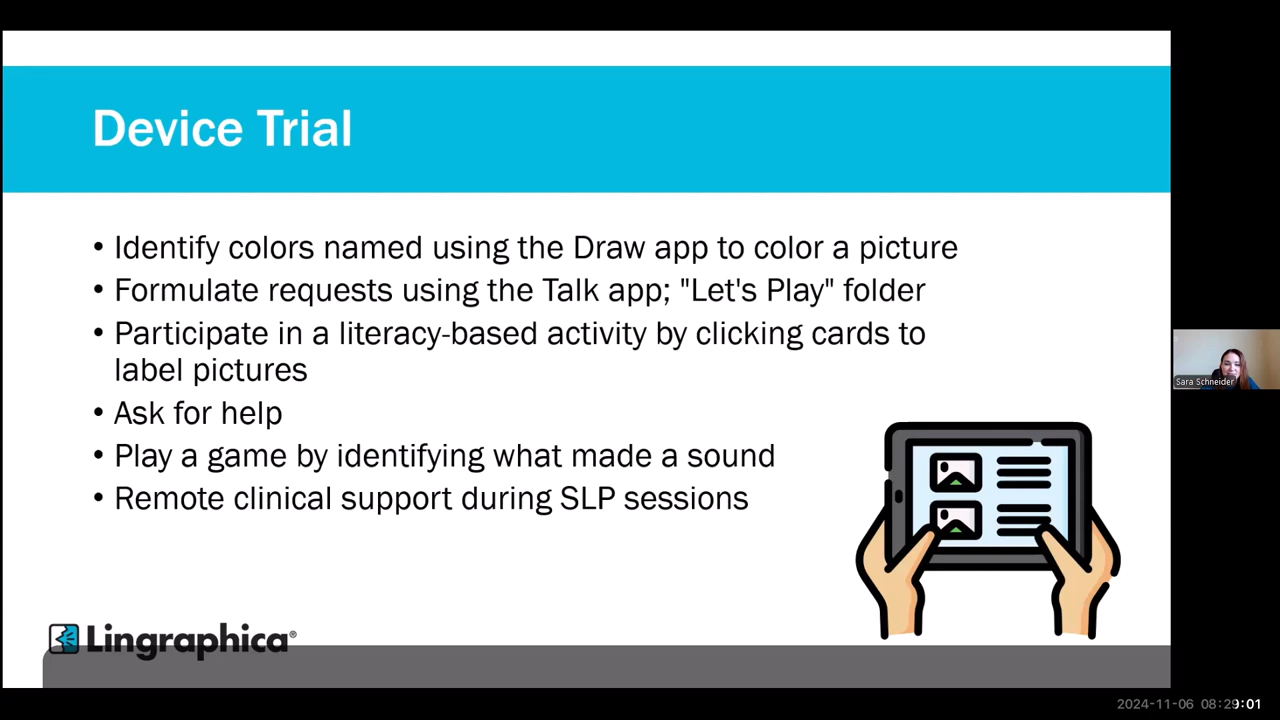 Device Trial
• Identify colors named using the Draw app to color a picture
• Formulate requests using the Talk app; "Let's Play" folder
• Participate in a literacy-based activity by clicking cards to
label pictures
• Ask for help
• Play a game by identifying what made a sound
• Remote clinical support during SLP sessions
Sara Schneider
Lingraphica®
2024-11-06 08:29:01